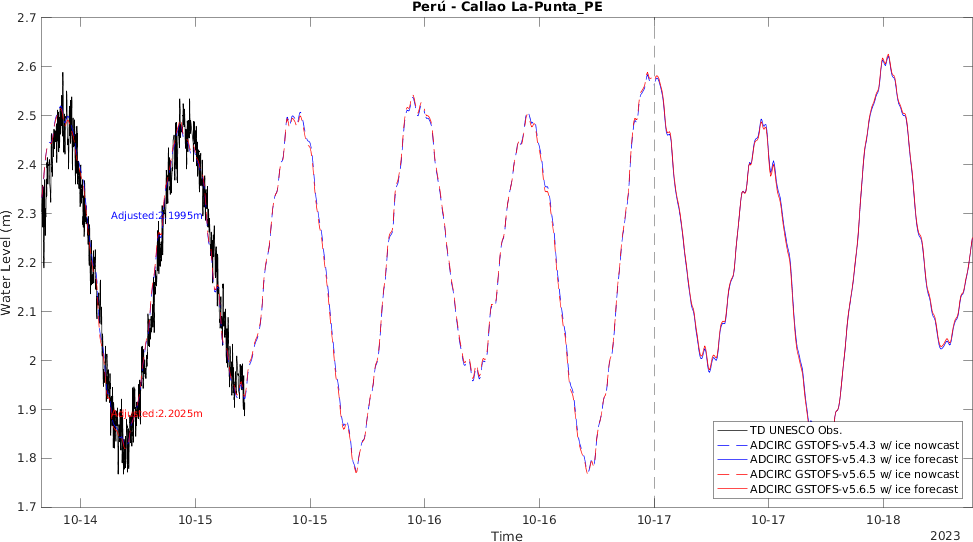 Perú - Callao La-Punta_PE
2.7
2.6
2.5
2.4
2.3
2.2
2.1
2
1.9
1.8
1.7
Water Level (m)
Adjusted:2.1995m
Adjusted:2.2025m
TD UNESCO Obs.
ADCIRC GSTOFS-v5.4.3 w/ ice nowcast
ADCIRC GSTOFS-v5.4.3 w/ ice forecast
ADCIRC GSTOFS-v5.6.5 w/ ice nowcast
ADCIRC GSTOFS-v5.6.5 w/ ice forecast
10-14 10-15 10-15 10-16 10-16 10-17 10-17 10-18
Time
2023